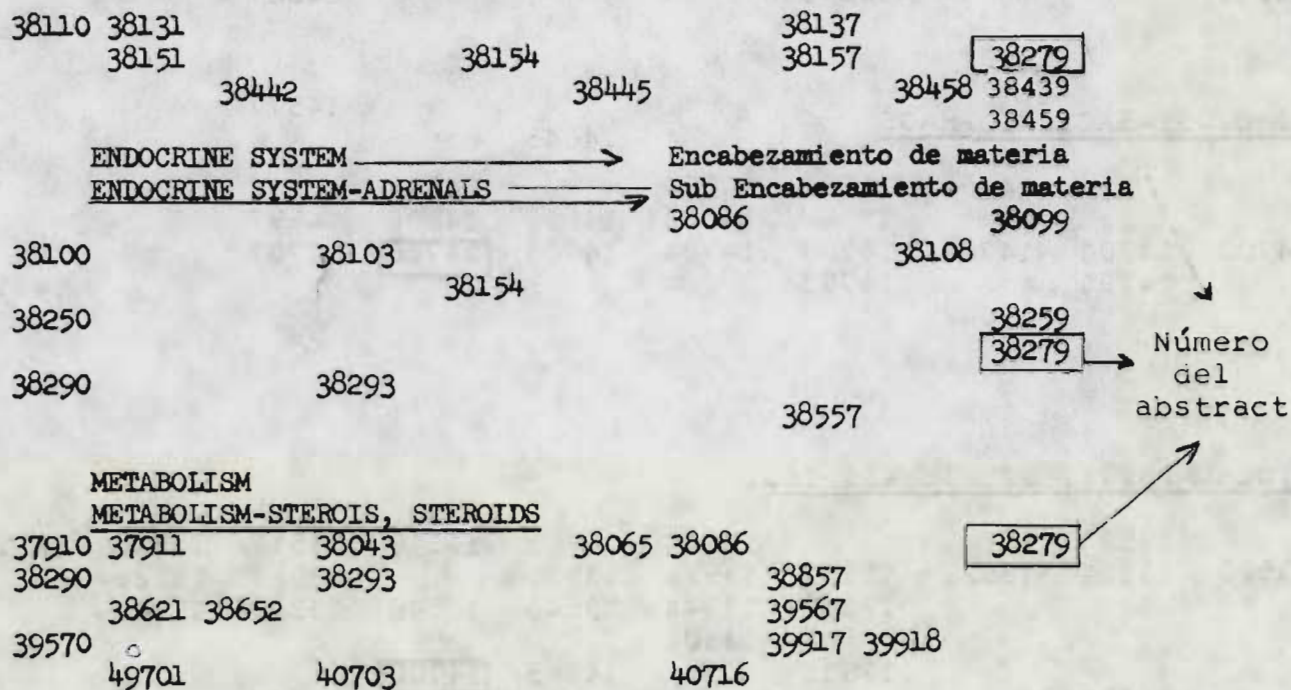 38110 38131 38137
38151 38154 38157 38279
38442 38445 38458 38439
38459
ENDOCRINE SYSTEM Encabezamiento de materia
ENDOCRINE SYSTEM-ADRENALS Sub Encabezamiento de materia
38086 38099
38100 38103 38108
38154
38250 38259
38279 Número
38290 38293 del
38557 abstract
METABOLISM
METABOLISM-STEROIS, STEROIDS
37910 37911 38043 38065 38086 38279
38290 38293 38857
38621 38652 39567
39570 39917 39918
49701 40703 40716